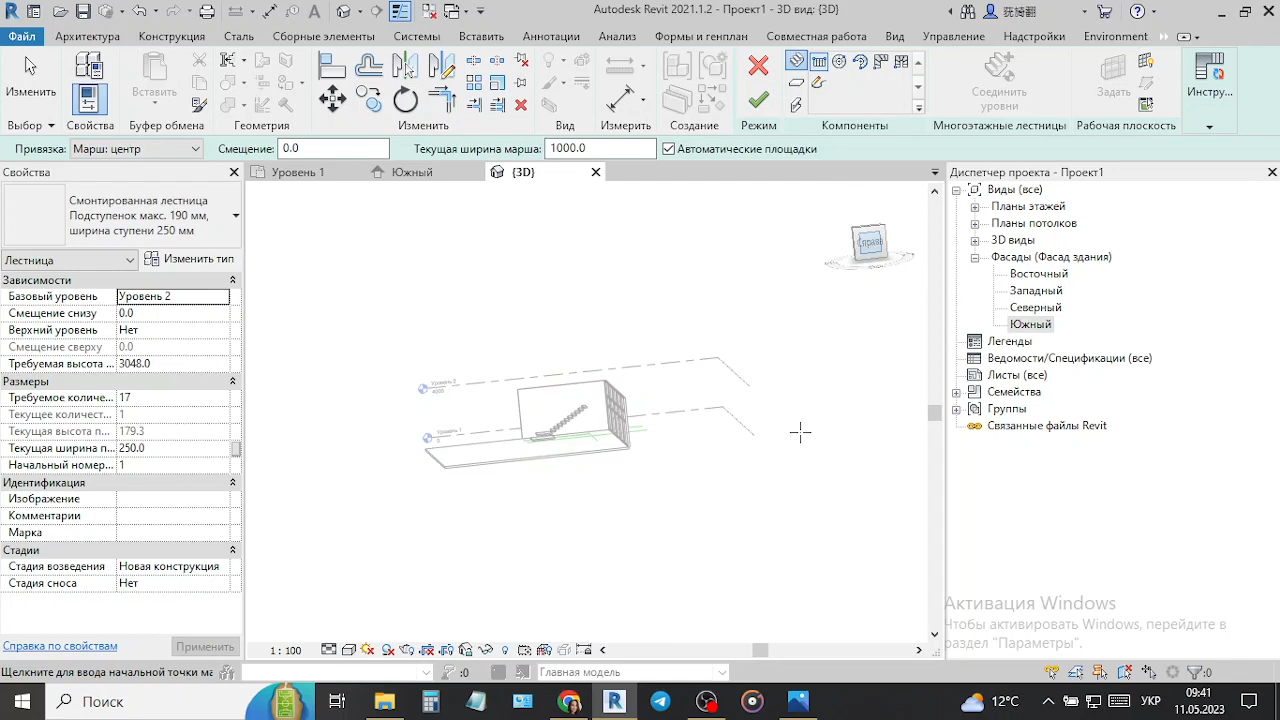 Autodesk Revit 2021.1.2 - Проект1 - 3D вид: {3D}
Файл Архитектура Конструкция Сталь Сборные элементы Системы Вставить Аннотации Анализ Формы и генплан Совместная работа Вид Управление Надстройки Environment
Изменить Свойства Вставить Соединить уровни Задать Инстру...
Выбор Свойства Буфер обмена Геометрия Изменить Вид Измерить Создание Режим Компоненты Многоэтажные лестницы Рабочая плоскость
Привязка: Марш: центр Смещение: 0.0 Текущая ширина марша: 1000.0 Автоматические площадки
Свойства
Уровень 1 Южный {3D}
Диспетчер проекта - Проект1
Смонтированная лестница
Подступенок макс. 190 мм,
ширина ступени 250 мм
Лестница Изменить тип
Зависимости
Базовый уровень Уровень 2
Смещение снизу 0.0
Верхний уровень Нет
Смещение сверху 0.0
Требуемая высота ... 3048.0
Размеры
Требуемое количе... 17
Текущее количест... 1
Текущая высота п... 179.3
Текущая ширина п... 250.0
Начальный номер... 1
Идентификация
Изображение
Комментарии
Марка
Стадии
Стадия возведения Новая конструкция
Стадия сноса Нет
Справка по свойствам Применить
Справа
Уровень 2
4000
Уровень 1
0
Виды (все)
Планы этажей
Планы потолков
3D виды
Фасады (Фасад здания)
Восточный
Западный
Северный
Южный
Легенды
Ведомости/Спецификации (все)
Листы (все)
Семейства
Группы
Связанные файлы Revit
Активация Windows
Чтобы активировать Windows, перейдите в
раздел "Параметры".
1 : 100
Щелкните для ввода начальной точки ма :0 Главная модель :0
Поиск 12°C УКР 09:41
11.05.2023